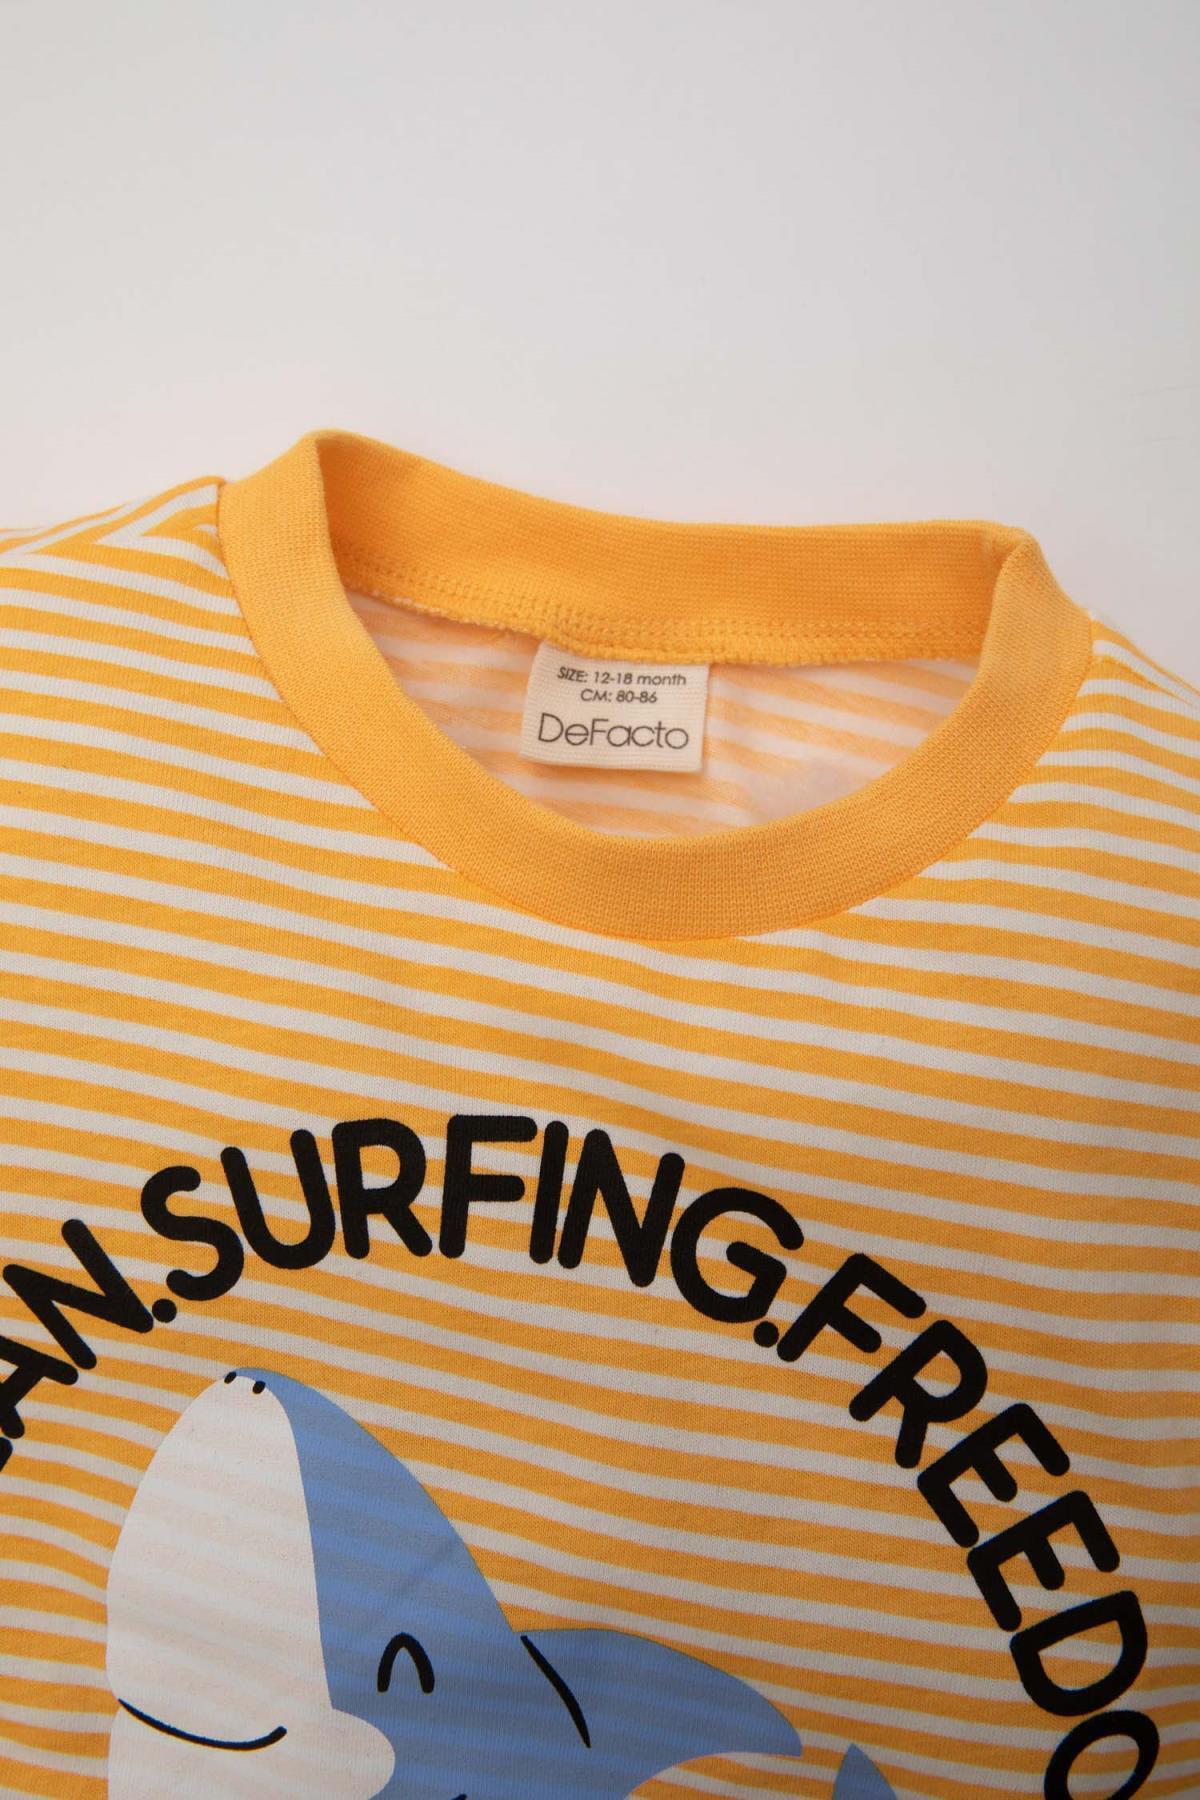 SIZE: 12-18 month
CM: 80-86
DeFacto
AN.SURFING.FREEDO